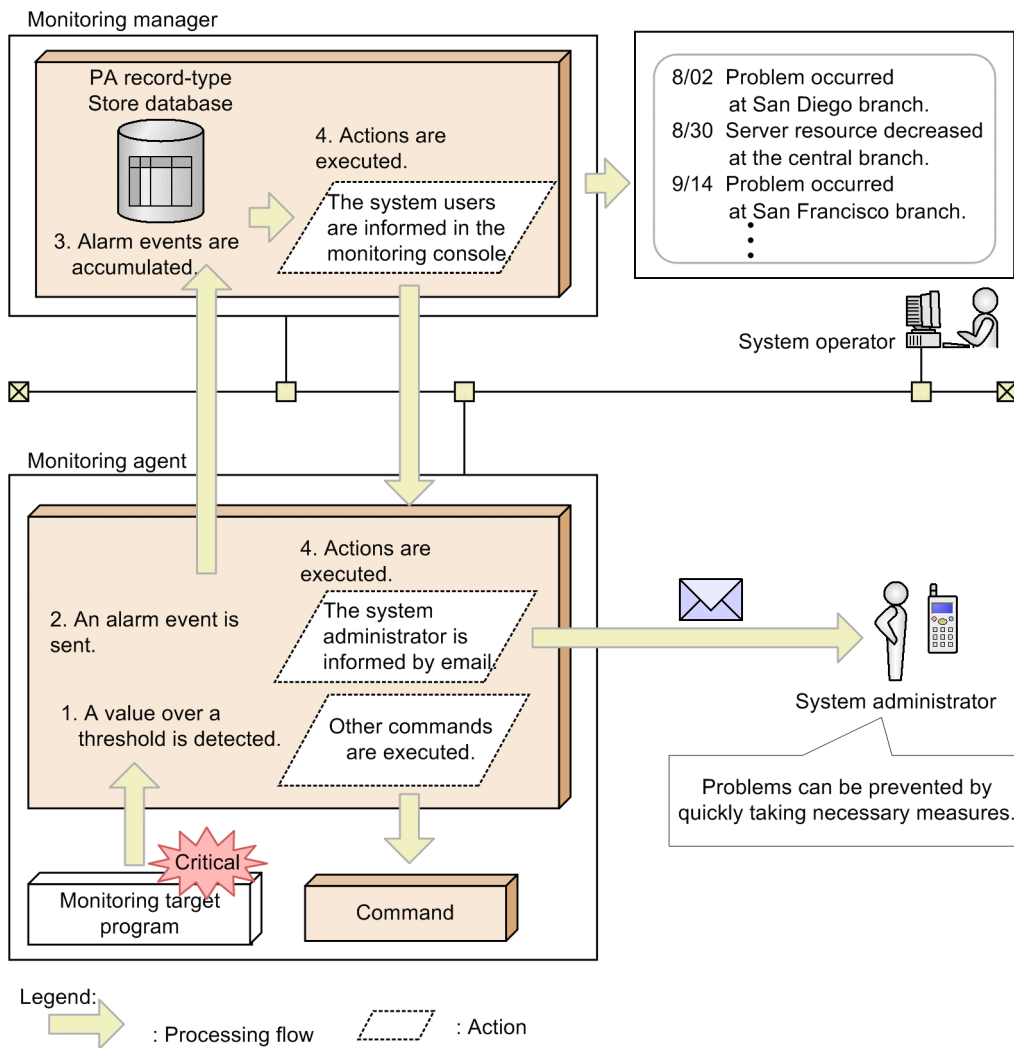 Monitoring manager
PA record-type
Store database
3. Alarm events are
accumulated.
4. Actions are
executed.
The system users
are informed in the
monitoring console
8/02 Problem occurred
at San Diego branch.
8/30 Server resource decreased
at the central branch.
9/14 Problem occurred
at San Francisco branch.
System operator
Monitoring agent
4. Actions are
executed.
2. An alarm event is
sent.
The system
administrator is
informed by email.
1. A value over a
threshold is detected.
Other commands
are executed.
System administrator
Problems can be prevented by
quickly taking necessary measures.
Critical
Monitoring target
program
Command
Legend:
: Processing flow
: Action